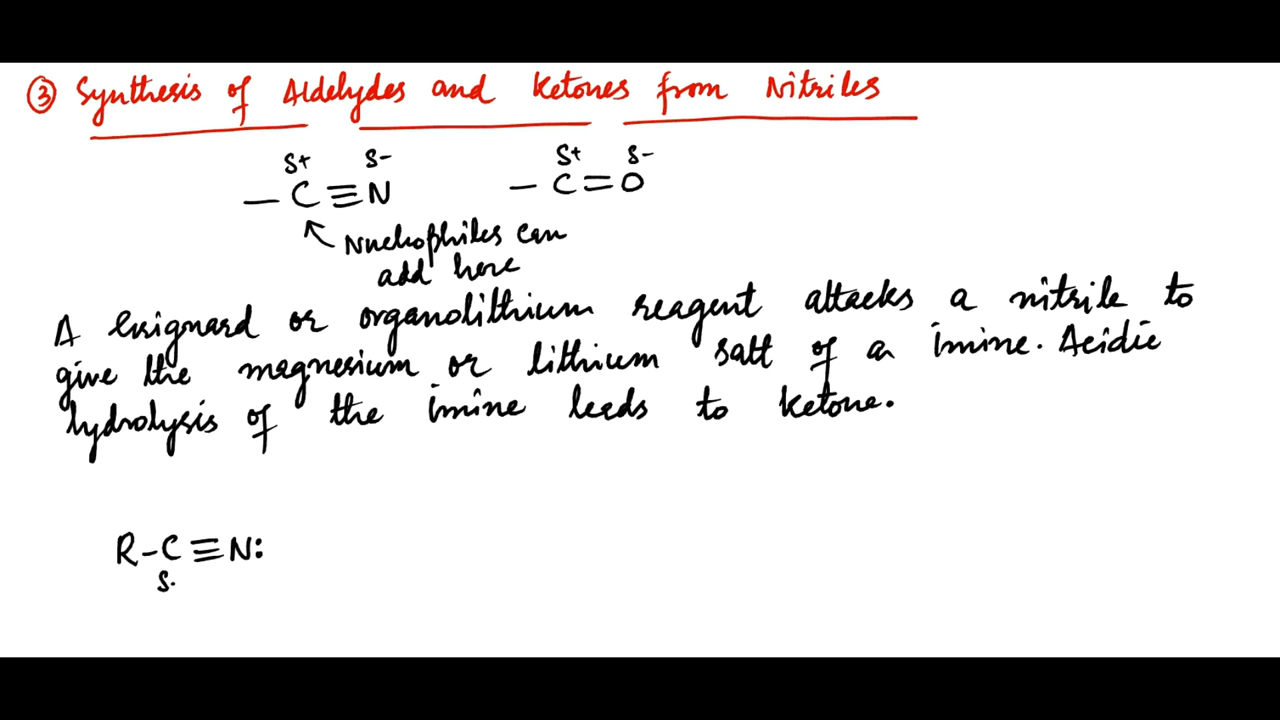 ③ Synthesis of Aldehydes and Ketones from Nitriles
δ+ δ- δ+ δ-
— C ≡ N — C = O
Nucleophiles can
add here
A Grignard or organolithium reagent attacks a nitrile to
give the magnesium or lithium salt of a imine. Acidic
hydrolysis of the imine leads to ketone.
R - C ≡ N:
δ